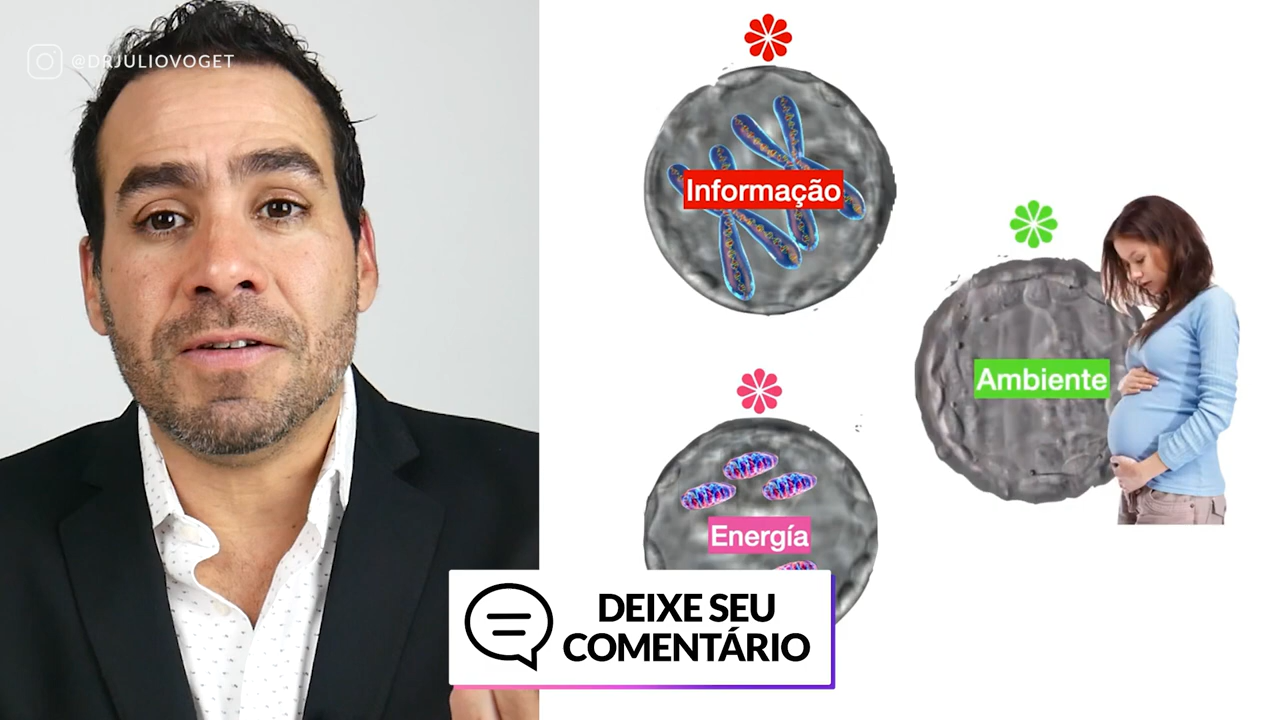 @DRJULIOVOGET
Informação
Ambiente
Energía
DEIXE SEU
COMENTÁRIO